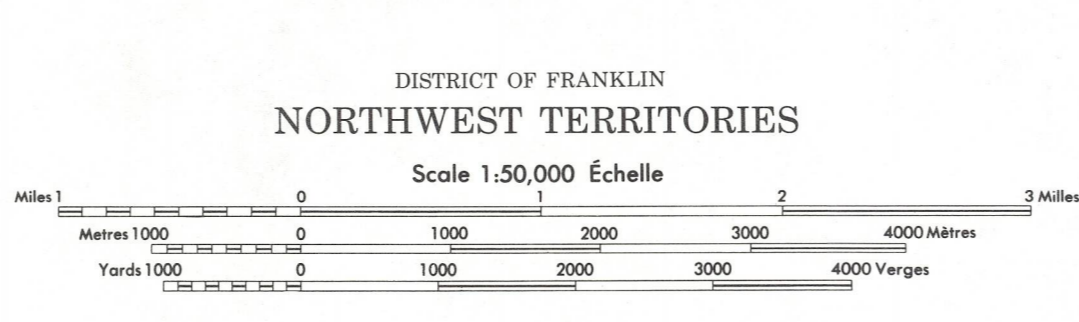 DISTRICT OF FRANKLIN
NORTHWEST TERRITORIES
Scale 1:50,000 Échelle
Miles 1 0 1 2 3 Milles
Metres 1000 0 1000 2000 3000 4000 Mètres
Yards 1000 0 1000 2000 3000 4000 Verges